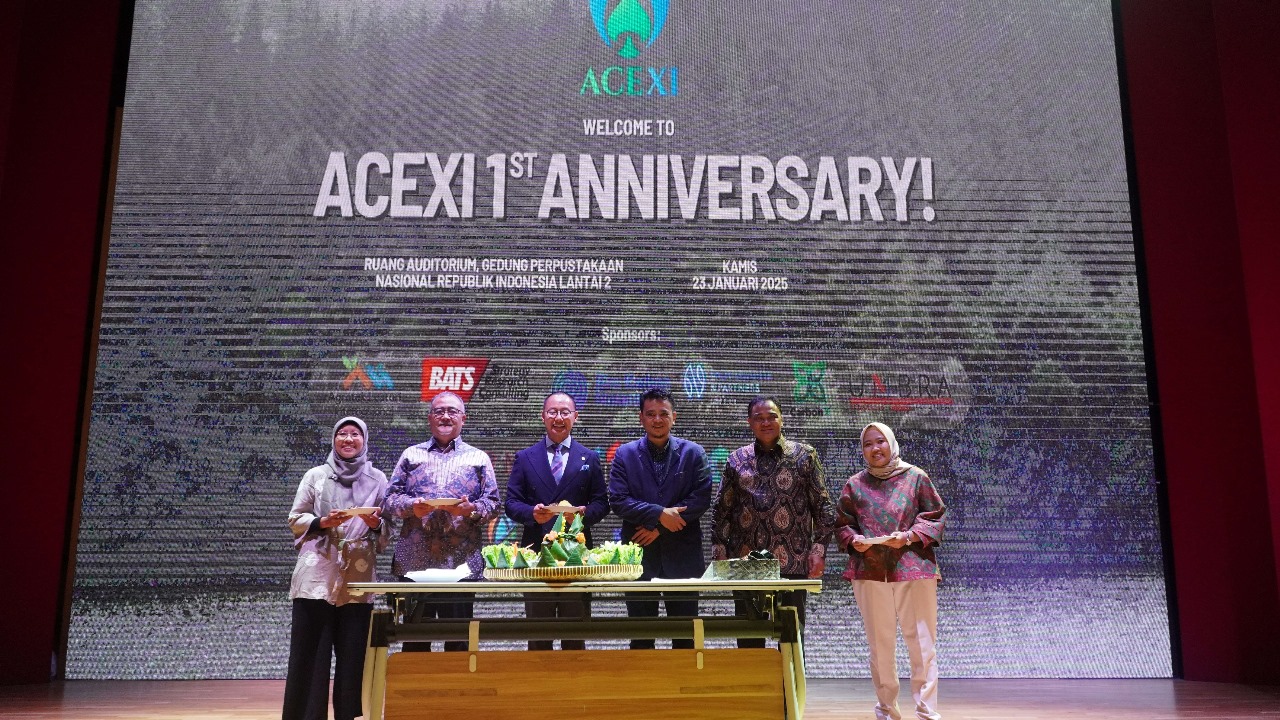 ACEXI
WELCOME TO
ACEXI 1ST ANNIVERSARY!
RUANG AUDITORIUM, GEDUNG PERPUSTAKAAN
NASIONAL REPUBLIK INDONESIA LANTAI 2
KAMIS
23 JANUARI 2025
Sponsors:
BATS
& PARTNERS